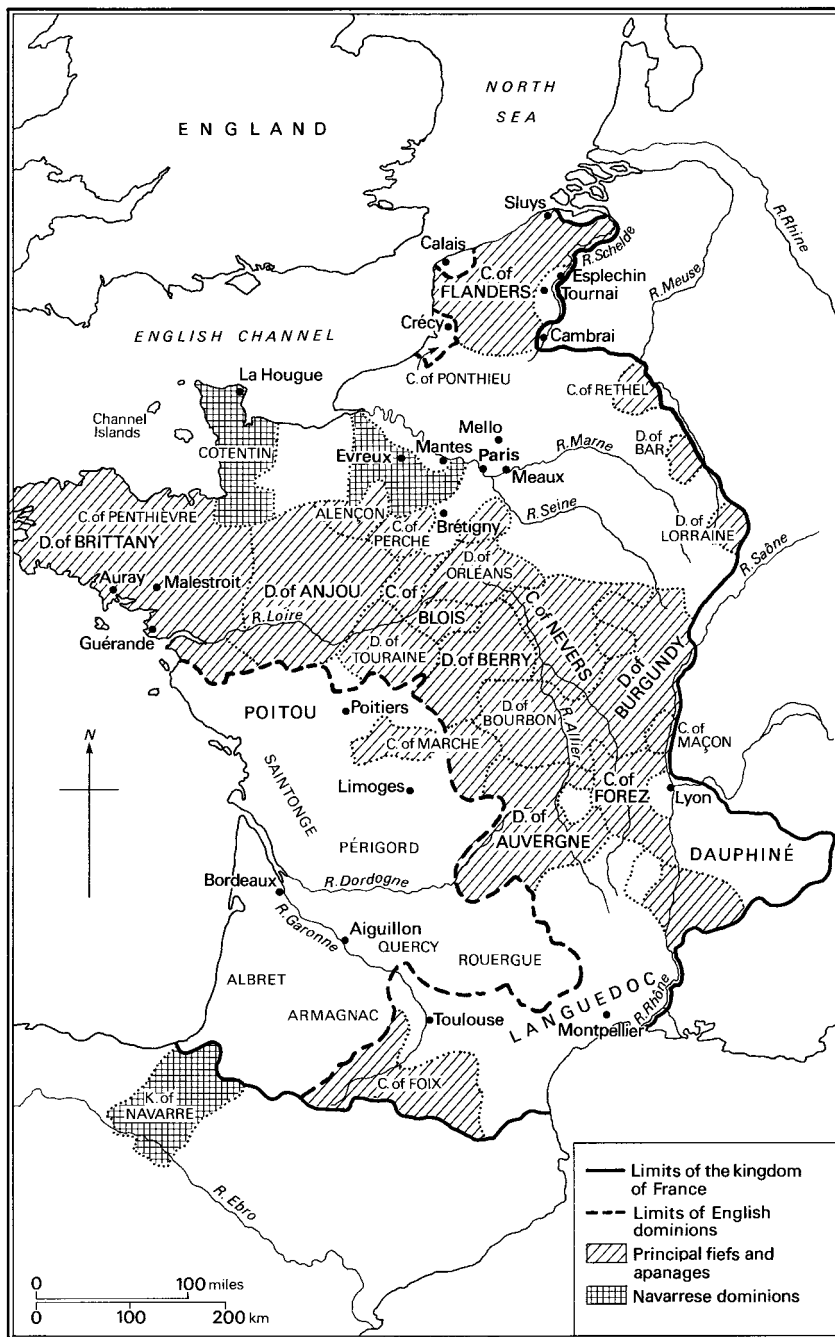 NORTH
SEA
ENGLAND
Sluys
R.Rhine
Calais
R.Schelde
C. of
FLANDERS
Esplechin
Tournai
R.Meuse
Crécy
Cambrai
ENGLISH CHANNEL
C. of PONTHIEU
La Hougue
C. of RETHEL
Channel
Islands
COTENTIN
Mello
D. of
BAR
Evreux
Mantes
Paris
R.Marne
Meaux
ALENÇON
C. of
PERCHE
Brétigny
R.Seine
D. of
LORRAINE
C. of PENTHIÈVRE
D. of BRITTANY
D. of
ORLÉANS
R.Saône
Auray
Malestroit
D. of ANJOU
C. of
BLOIS
C. of NEVERS
R.Loire
Guérande
D. of
TOURAINE
D. of BERRY
D. of
BURGUNDY
POITOU
Poitiers
D. of
BOURBON
R.Allier
C. of
MAÇON
C. of MARCHE
N
SAINTONGE
Limoges
C. of
FOREZ
Lyon
D. of
AUVERGNE
PÉRIGORD
DAUPHINÉ
Bordeaux
R.Dordogne
R.Garonne
Aiguillon
QUERCY
ROUERGUE
ALBRET
LANGUEDOC
ARMAGNAC
Toulouse
Montpellier
R.Rhône
K. of
NAVARRE
C. of FOIX
R.Ebro
Limits of the kingdom
of France
Limits of English
dominions
Principal fiefs and
apanages
Navarrese dominions
0 100 miles
0 200 km